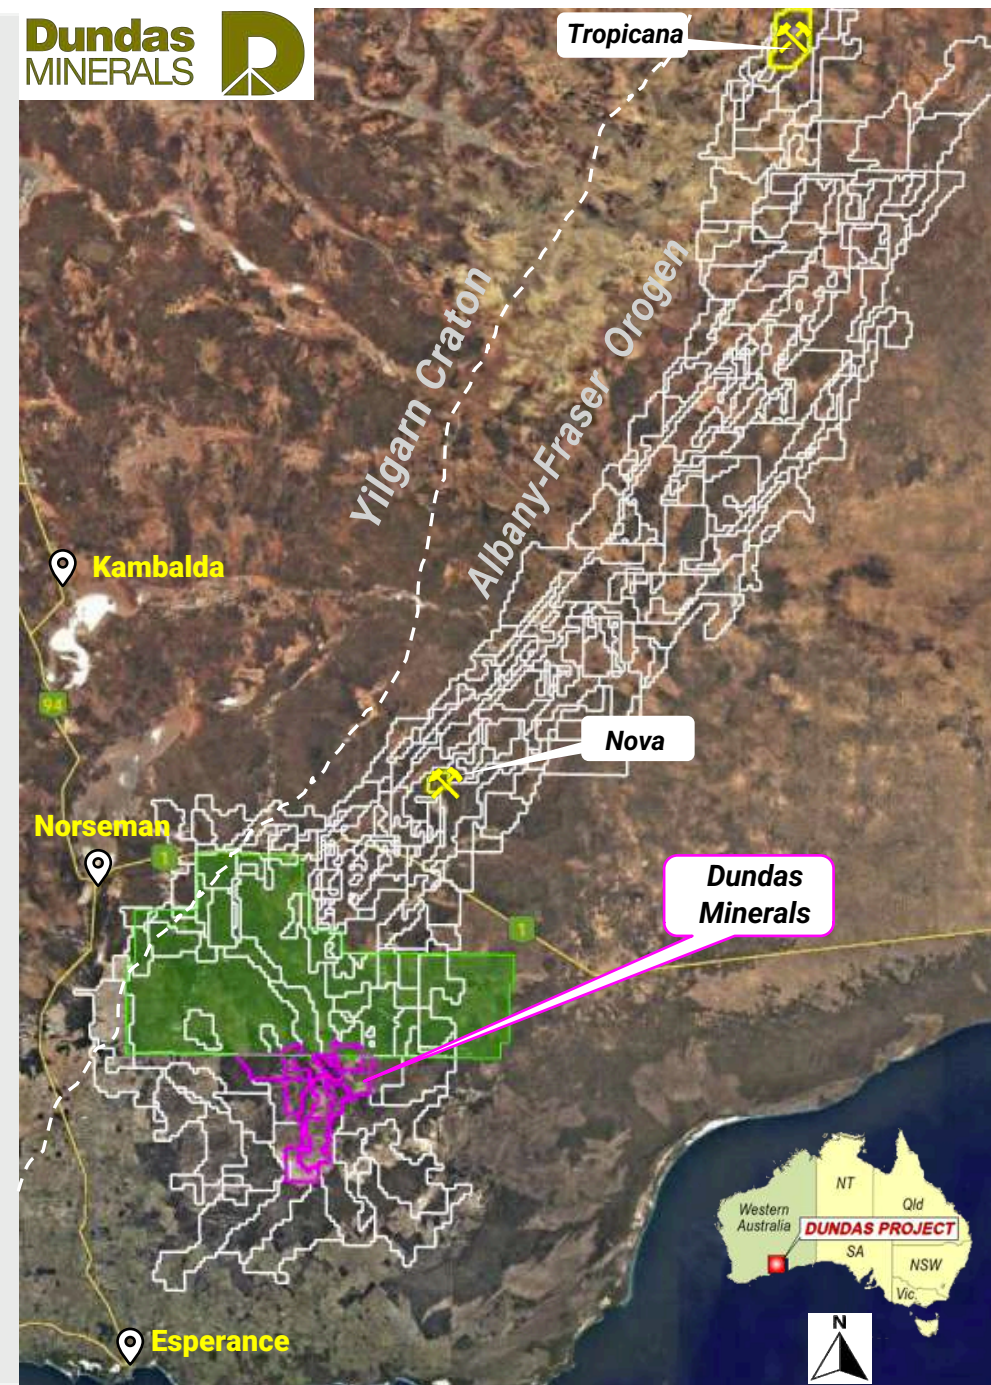 Dundas
MINERALS
Tropicana
Yilgarn Craton
Albany-Fraser Orogen
Kambalda
94
Nova
Norseman
1
Dundas
Minerals
1
NT
Qld
Western
Australia
DUNDAS PROJECT
SA
NSW
Vic.
N
Esperance